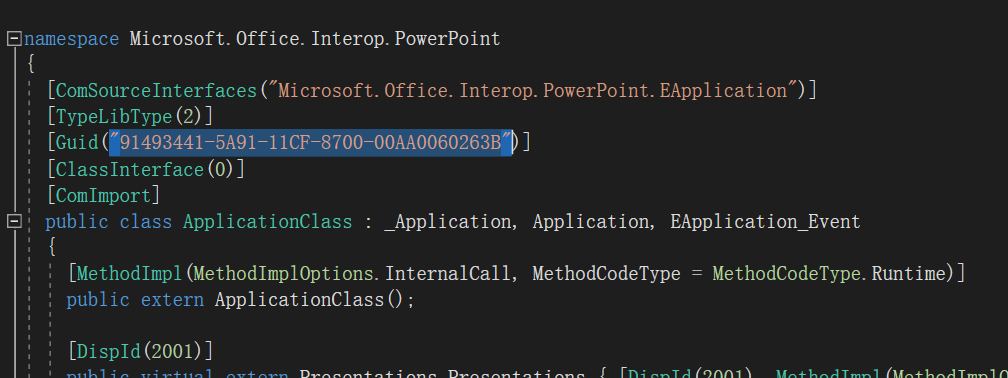 namespace Microsoft.Office.Interop.PowerPoint
{
[ComSourceInterfaces("Microsoft.Office.Interop.PowerPoint.EApplication")]
[TypeLibType(2)]
[Guid("91493441-5A91-11CF-8700-00AA0060263B")]
[ClassInterface(0)]
[ComImport]
public class ApplicationClass : _Application, Application, EApplication_Event
{
[MethodImpl(MethodImplOptions.InternalCall, MethodCodeType = MethodCodeType.Runtime)]
public extern ApplicationClass();
[DispId(2001)]
public virtual extern Presentations Presentations { [DispId(2001), MethodImpl(MethodImpl